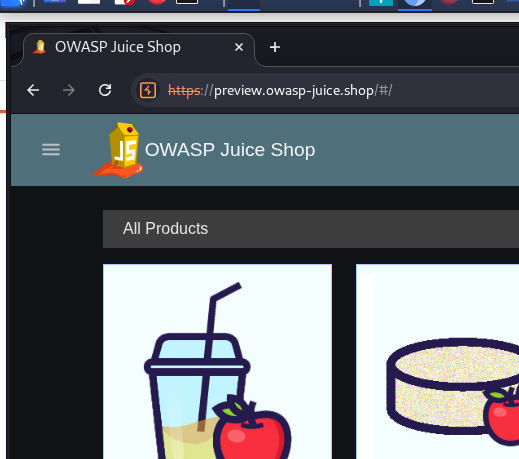 OWASP Juice Shop
https://preview.owasp-juice.shop/#/
JS
OWASP Juice Shop
All Products